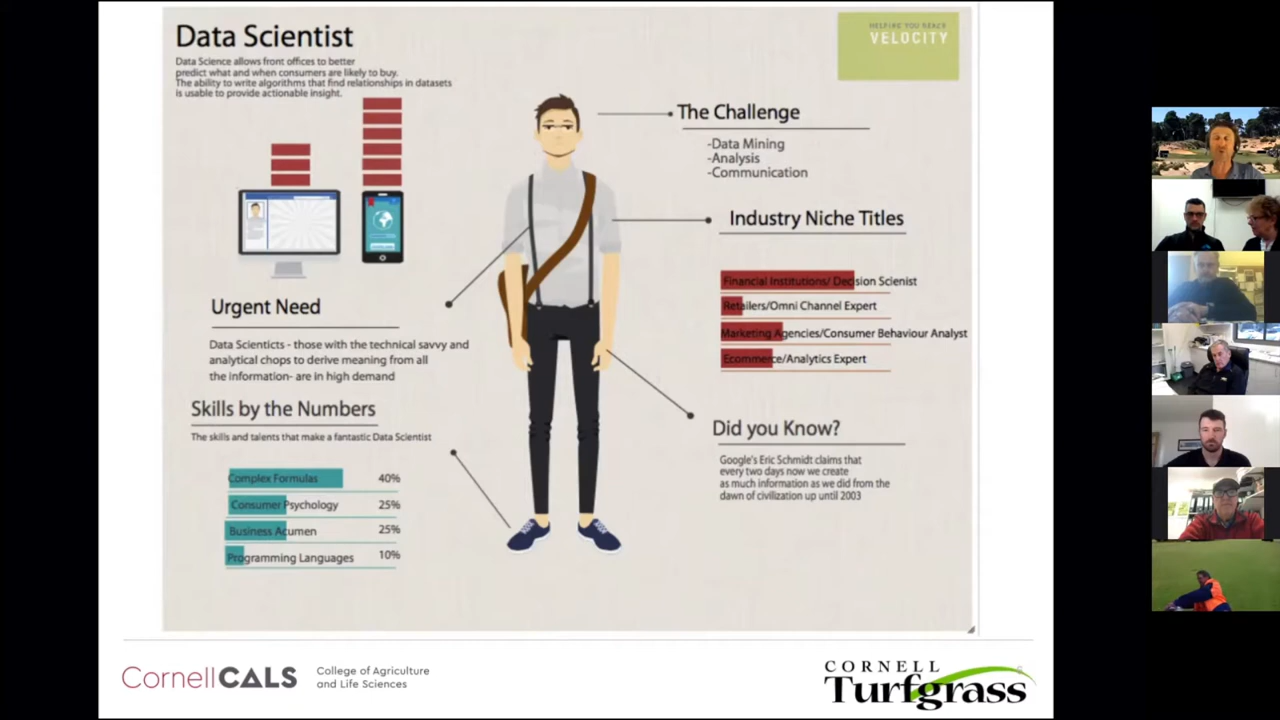 Data Scientist
Data Science allows front offices to better
predict what and when consumers are likely to buy.
The ability to write algorithms that find relationships in datasets
is usable to provide actionable insight.
HELPING YOU REACH
VELOCITY
The Challenge
-Data Mining
-Analysis
-Communication
Industry Niche Titles
Financial Institutions/ Decision Scienist
Retailers/Omni Channel Expert
Marketing Agencies/Consumer Behaviour Analyst
Ecommerce/Analytics Expert
Urgent Need
Data Scienticts - those with the technical savvy and
analytical chops to derive meaning from all
the information- are in high demand
Skills by the Numbers
The skills and talents that make a fantastic Data Scientist
Complex Formulas 40%
Consumer Psychology 25%
Business Acumen 25%
Programming Languages 10%
Did you Know?
Google's Eric Schmidt claims that
every two days now we create
as much information as we did from the
dawn of civilization up until 2003
CornellCALS
College of Agriculture
and Life Sciences
CORNELL
Turfgrass